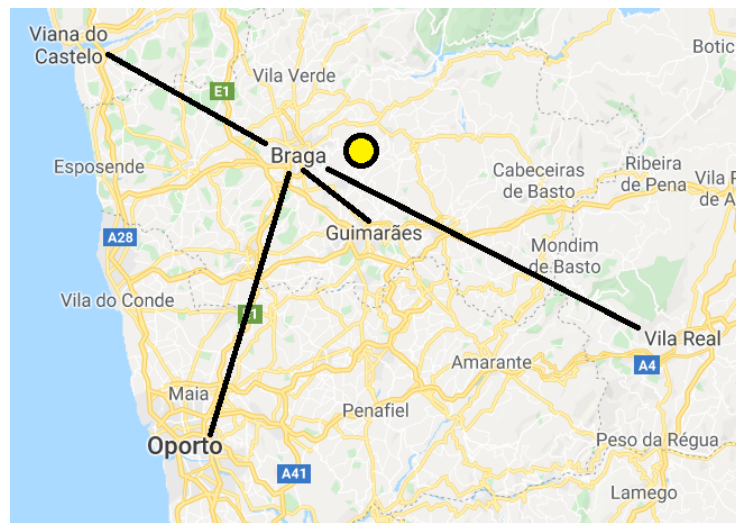 Viana do
Castelo
Botic
Vila Verde
E1
Braga
Esposende
Cabeceiras
de Basto
Ribeira
de Pena
Vila P
de A
Guimarães
A28
Mondim
de Basto
Vila do Conde
1
Vila Real
Amarante
A4
Maia
Penafiel
Oporto
Peso da Régua
A41
Lamego